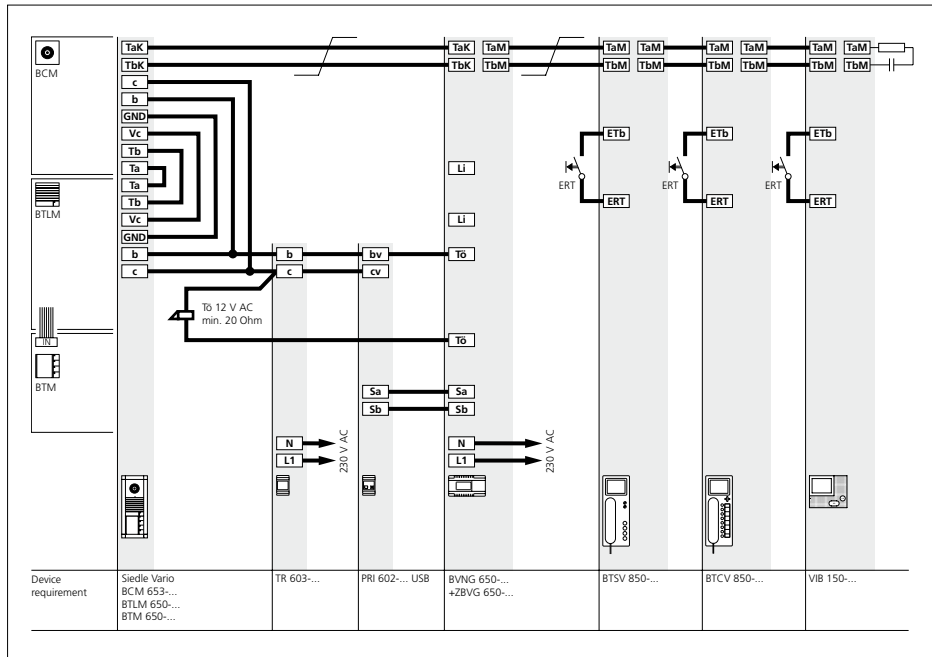 TaK TaK TaM TaM TaM TaM TaM TaM TaM
TbK TbK TbM TbM TbM TbM TbM TbM TbM
BCM
c
b
GND
Vc
ETb ETb ETb
Tb
Ta Li
ERT ERT ERT
Ta
Tb ERT ERT ERT
BTLM
Vc Li
GND
b b bv Tö
c c cv
Tö 12 V AC
min. 20 Ohm
IN
Tö
BTM
Sa Sa
Sb Sb
N 230 V AC N 230 V AC
L1 L1
Device
requirement
Siedle Vario
BCM 653-...
BTLM 650-...
BTM 650-...
TR 603-...
PRI 602-... USB
BVNG 650-...
+ZBVG 650-...
BTSV 850-...
BTCV 850-...
VIB 150-...